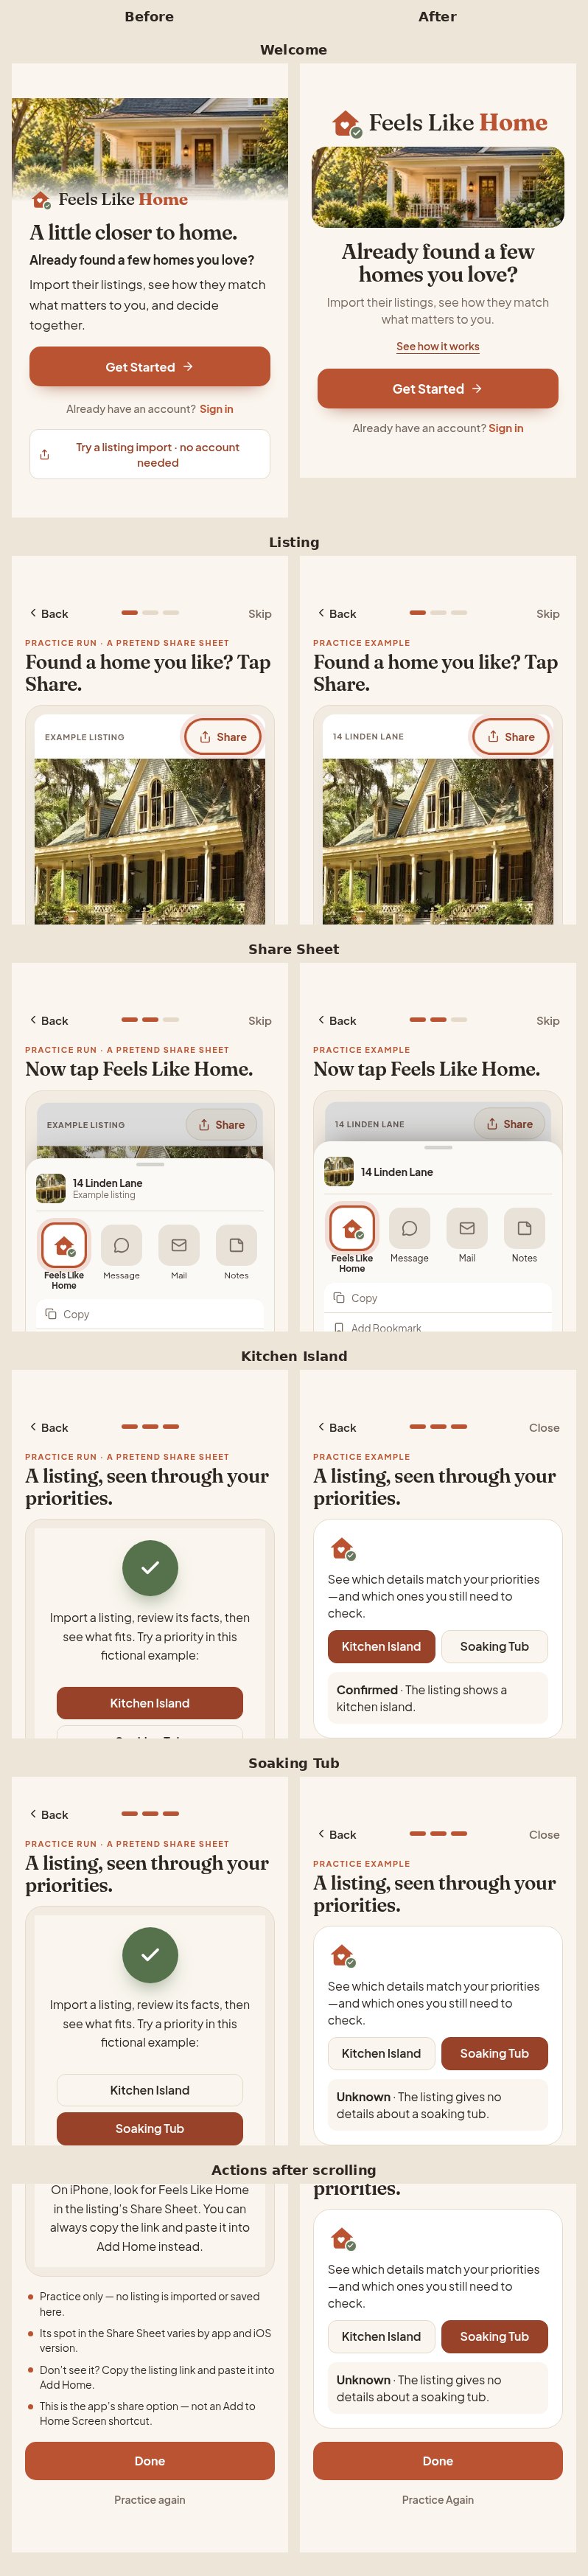 Before
After
Welcome
Feels Like Home
A little closer to home.
Already found a few homes you love?
Import their listings, see how they match
what matters to you, and decide
together.
Get Started
Already have an account? Sign in
Try a listing import · no account
needed
Feels Like Home
Already found a few
homes you love?
Import their listings, see how they match
what matters to you.
See how it works
Get Started
Already have an account? Sign in
Listing
Back
Skip
PRACTICE RUN · A PRETEND SHARE SHEET
Found a home you like? Tap
Share.
EXAMPLE LISTING
Share
Back
Skip
PRACTICE EXAMPLE
Found a home you like? Tap
Share.
14 LINDEN LANE
Share
Share Sheet
Back
Skip
PRACTICE RUN · A PRETEND SHARE SHEET
Now tap Feels Like Home.
EXAMPLE LISTING
Share
14 Linden Lane
Example listing
Feels Like
Home
Message
Mail
Notes
Copy
Back
Skip
PRACTICE EXAMPLE
Now tap Feels Like Home.
14 LINDEN LANE
Share
14 Linden Lane
Feels Like
Home
Message
Mail
Notes
Copy
Add Bookmark
Kitchen Island
Back
PRACTICE RUN · A PRETEND SHARE SHEET
A listing, seen through your
priorities.
Import a listing, review its facts, then
see what fits. Try a priority in this
fictional example:
Kitchen Island
Back
Close
PRACTICE EXAMPLE
A listing, seen through your
priorities.
See which details match your priorities
—and which ones you still need to
check.
Kitchen Island
Soaking Tub
Confirmed · The listing shows a
kitchen island.
Soaking Tub
Back
PRACTICE RUN · A PRETEND SHARE SHEET
A listing, seen through your
priorities.
Import a listing, review its facts, then
see what fits. Try a priority in this
fictional example:
Kitchen Island
Soaking Tub
Back
Close
PRACTICE EXAMPLE
A listing, seen through your
priorities.
See which details match your priorities
—and which ones you still need to
check.
Kitchen Island
Soaking Tub
Unknown · The listing gives no
details about a soaking tub.
Actions after scrolling
On iPhone, look for Feels Like Home
in the listing's Share Sheet. You can
always copy the link and paste it into
Add Home instead.
Practice only — no listing is imported or saved
here.
Its spot in the Share Sheet varies by app and iOS
version.
Don't see it? Copy the listing link and paste it into
Add Home.
This is the app's share option — not an Add to
Home Screen shortcut.
Done
Practice again
priorities.
See which details match your priorities
—and which ones you still need to
check.
Kitchen Island
Soaking Tub
Unknown · The listing gives no
details about a soaking tub.
Done
Practice Again